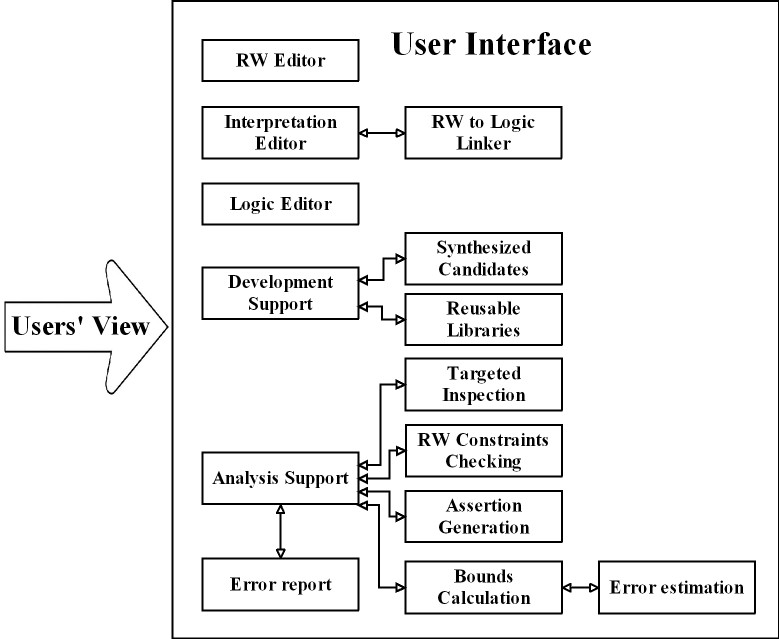 User Interface
RW Editor
Interpretation
Editor
RW to Logic
Linker
Logic Editor
Synthesized
Candidates
Development
Support
Reusable
Libraries
Users' View
Targeted
Inspection
RW Constraints
Checking
Analysis Support
Assertion
Generation
Error report
Bounds
Calculation
Error estimation